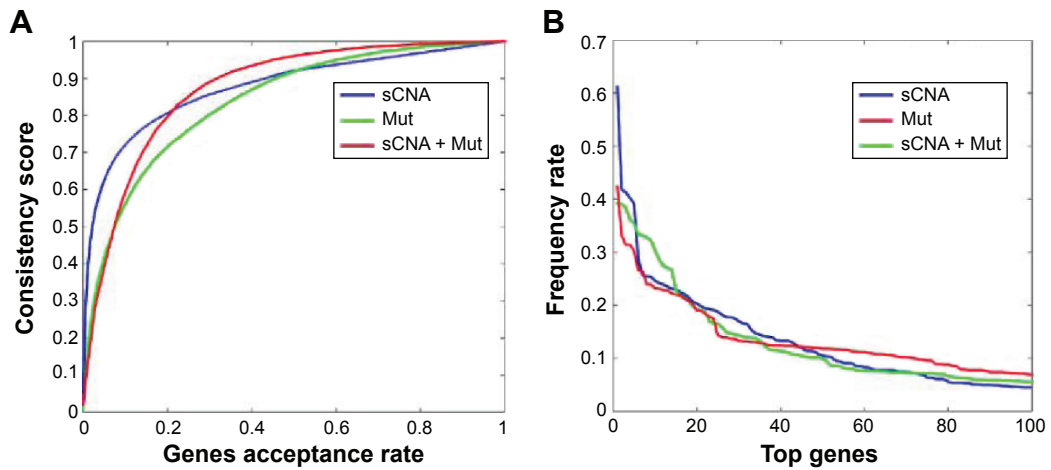 A
1
0.9
0.8
0.7
0.6
0.5
0.4
0.3
0.2
0.1
0
0
0.2
0.4
0.6
0.8
1
Consistency score
Genes acceptance rate
sCNA
Mut
sCNA + Mut
B
0.7
0.6
0.5
0.4
0.3
0.2
0.1
0
0
20
40
60
80
100
Frequency rate
Top genes
sCNA
Mut
sCNA + Mut